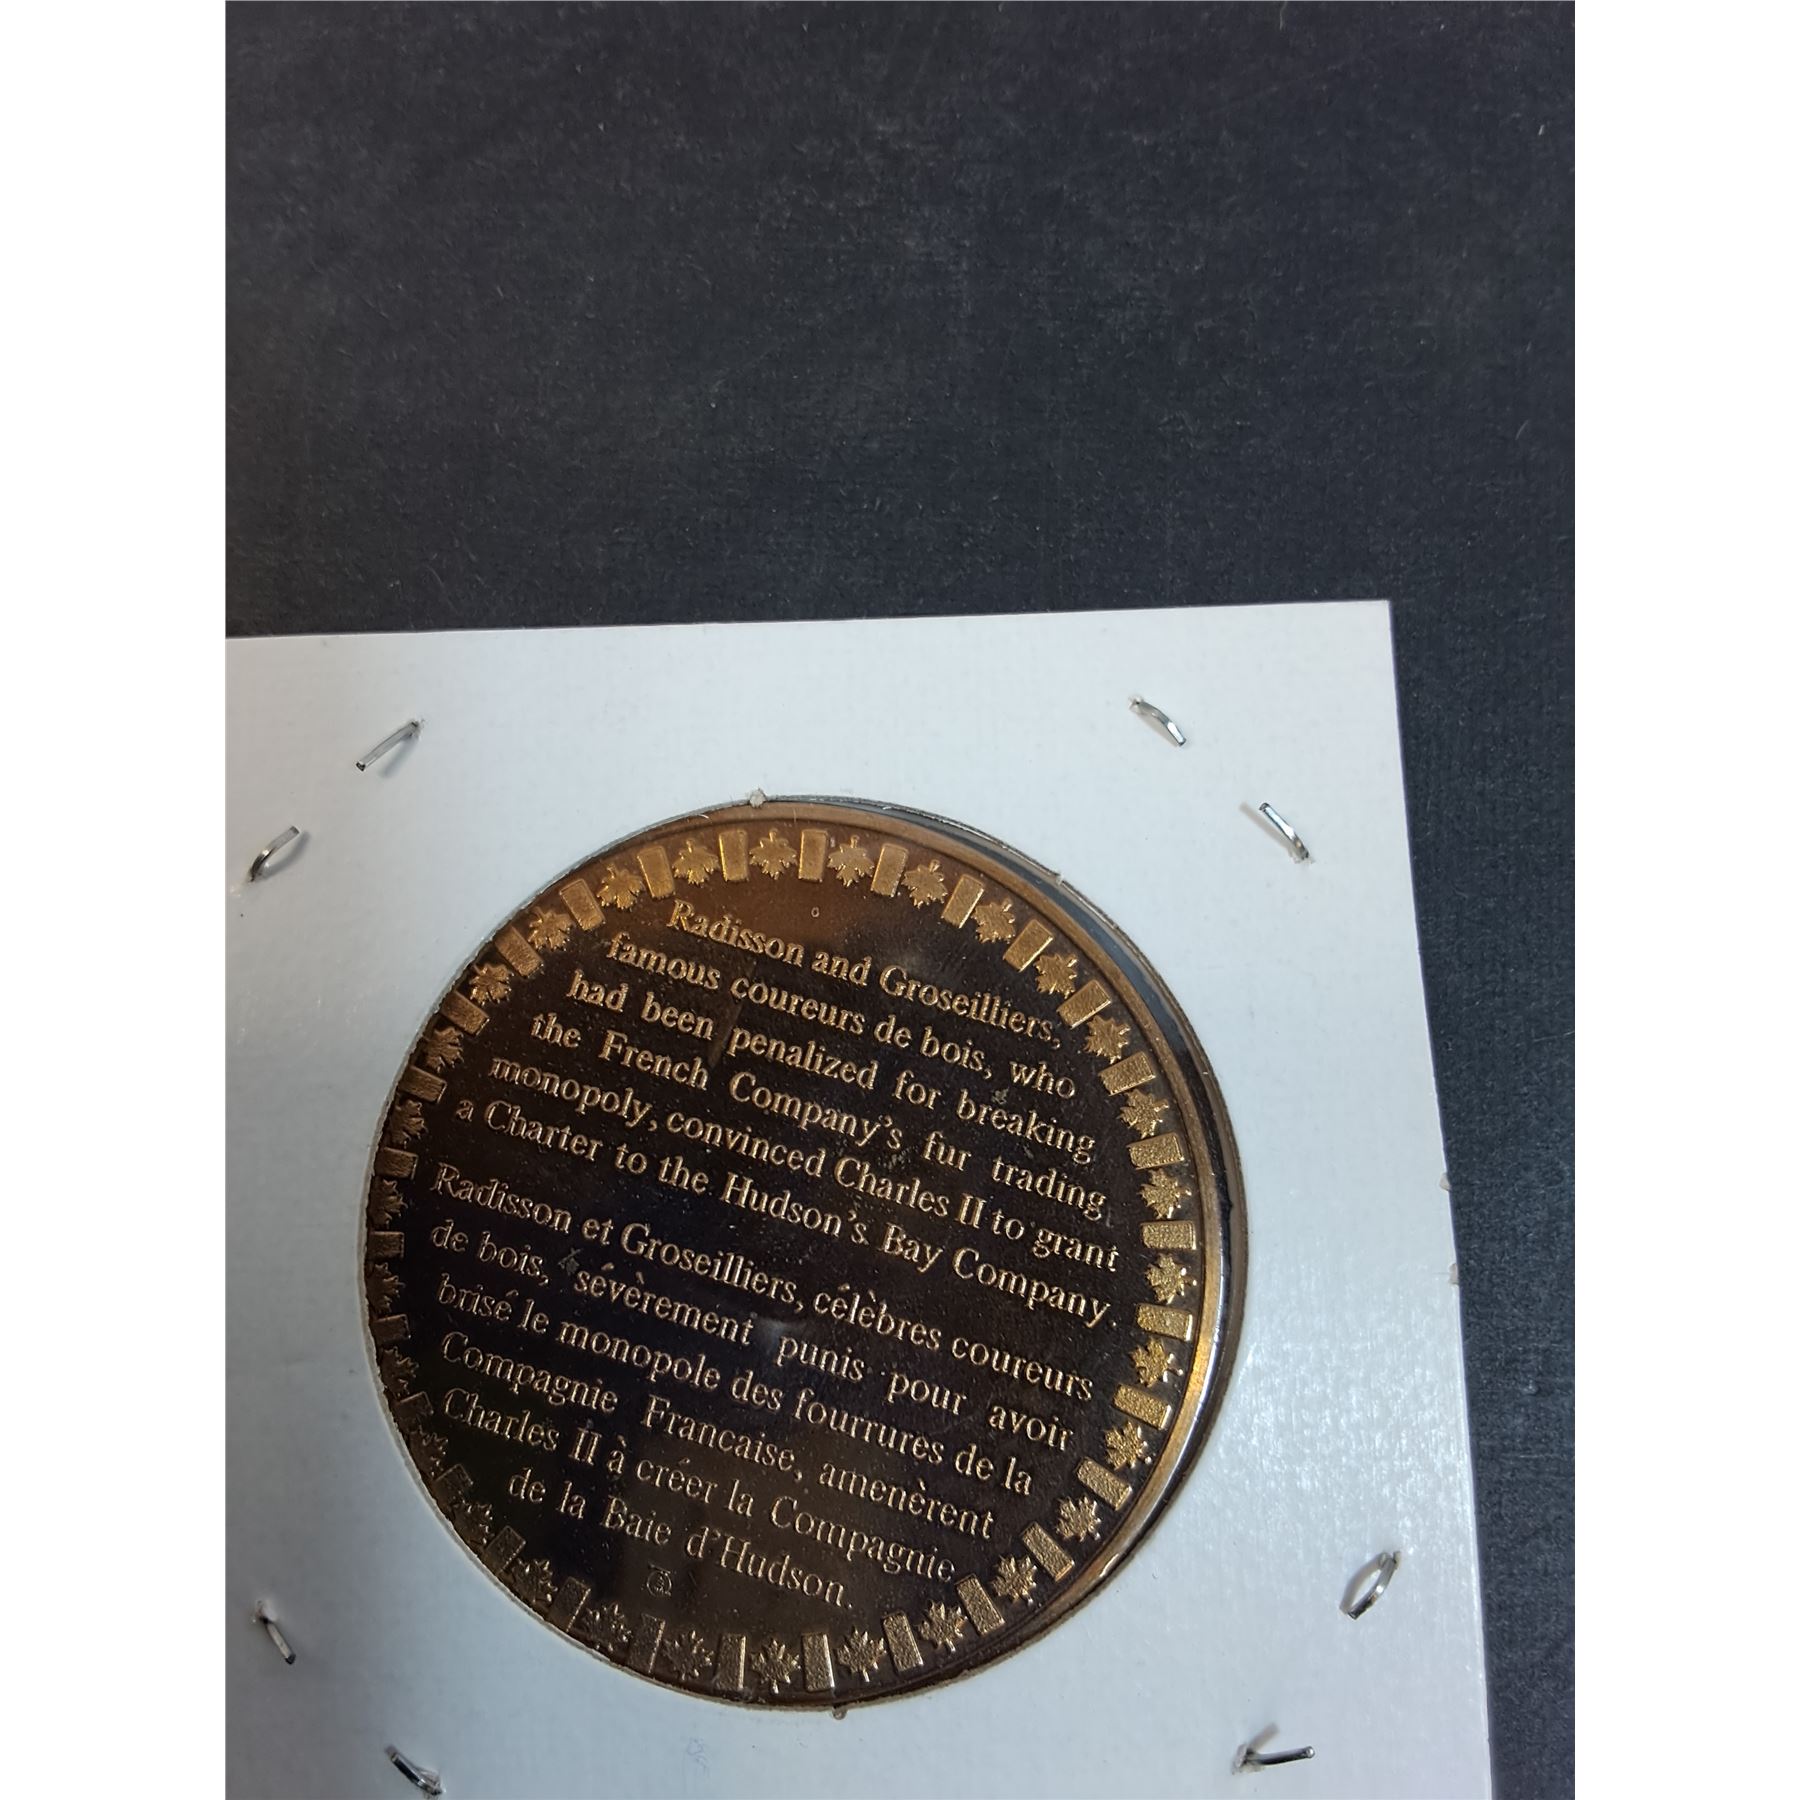 Radisson and Groseilliers,
famous coureurs de bois, who
had been penalized for breaking
the French Company's fur trading
monopoly, convinced Charles II to grant
a Charter to the Hudson's Bay Company.
Radisson et Groseilliers, célèbres coureurs
de bois, sévèrement punis pour avoir
brisé le monopole des fourrures de la
Compagnie Francaise, amenèrent
Charles II à créer la Compagnie
de la Baie d'Hudson.